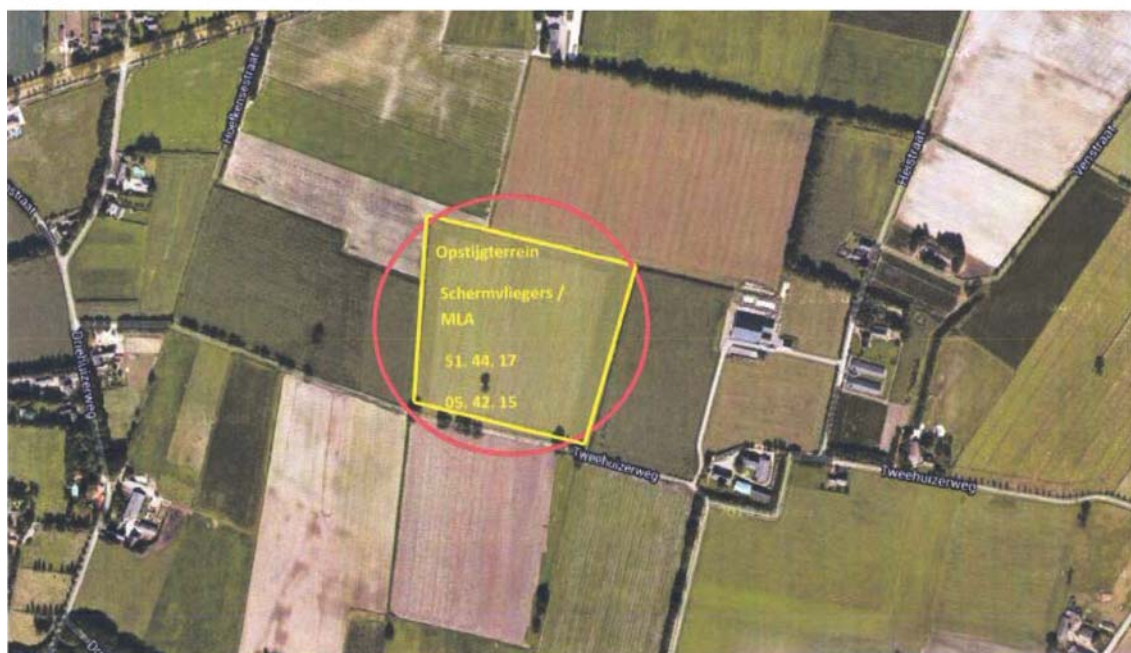 Hoefkensestraat
Heistraat
Venstraat
Opstijgterrein
Schermvliegers /
MLA
51. 44. 17
05. 42. 15
Driehuizerweg
Tweehuizerweg
Tweehuizerweg